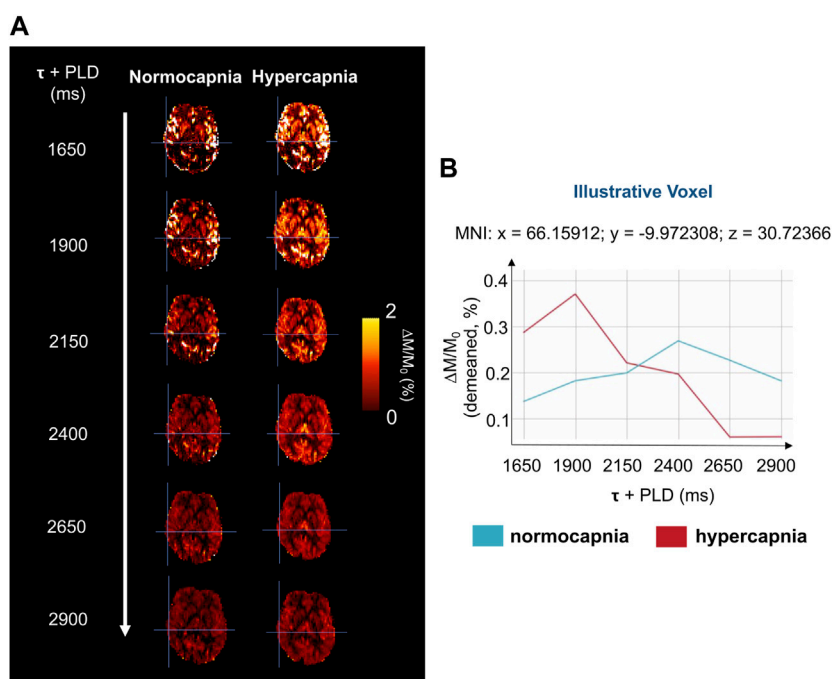 A
τ + PLD
(ms)
Normocapnia Hypercapnia
1650
1900
2150
2400
2650
2900
2
0
ΔM/M0 (%)
B
Illustrative Voxel
MNI: x = 66.15912; y = -9.972308; z = 30.72366
0.4
0.3
0.2
0.1
ΔM/M0
(demeaned, %)
1650 1900 2150 2400 2650 2900
τ + PLD (ms)
normocapnia hypercapnia